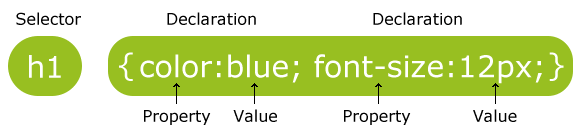 Selector Declaration Declaration
h1 {color:blue; font-size:12px;}
Property Value Property Value